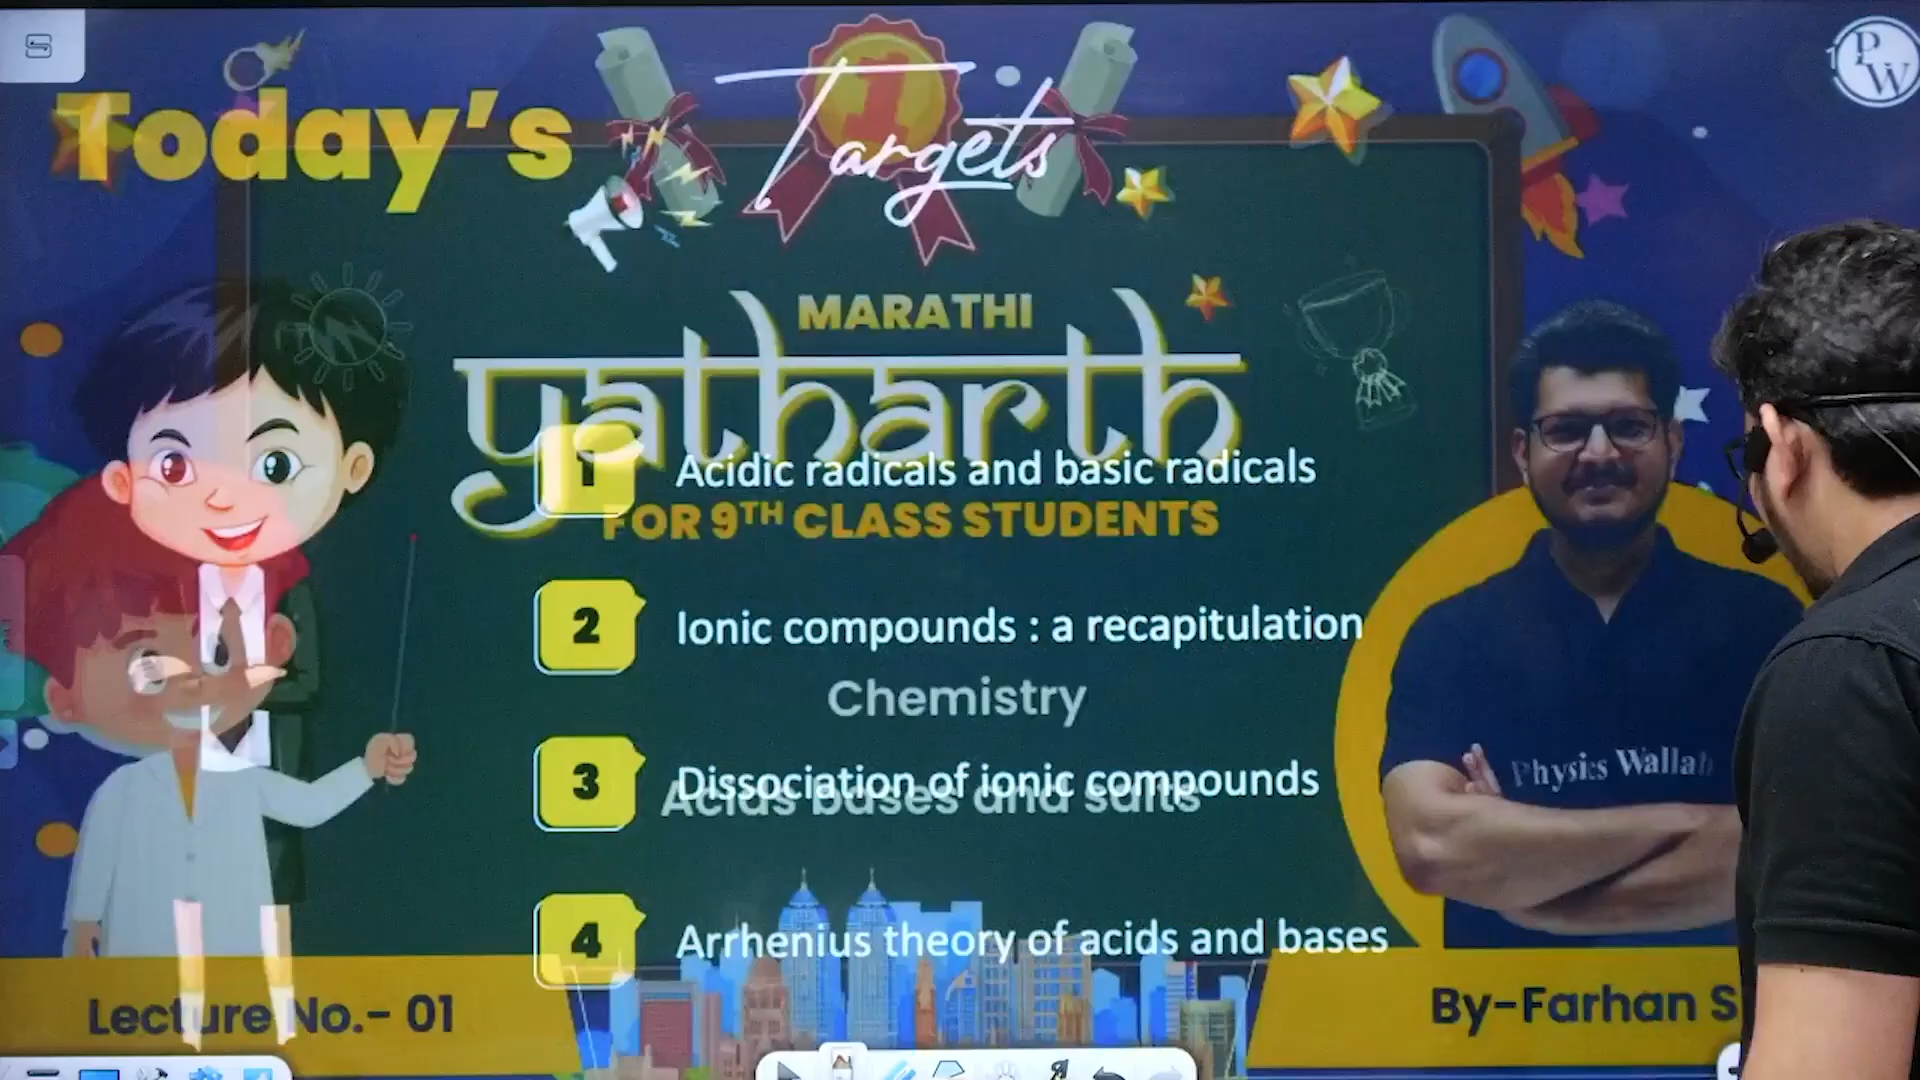 Today's Targets
PW
MARATHI
yatharth
1 Acidic radicals and basic radicals
FOR 9TH CLASS STUDENTS
2 Ionic compounds : a recapitulation
Chemistry
3 Dissociation of ionic compounds
Acids bases and salts
Physics Wallah
4 Arrhenius theory of acids and bases
Lecture No.- 01
By-Farhan S